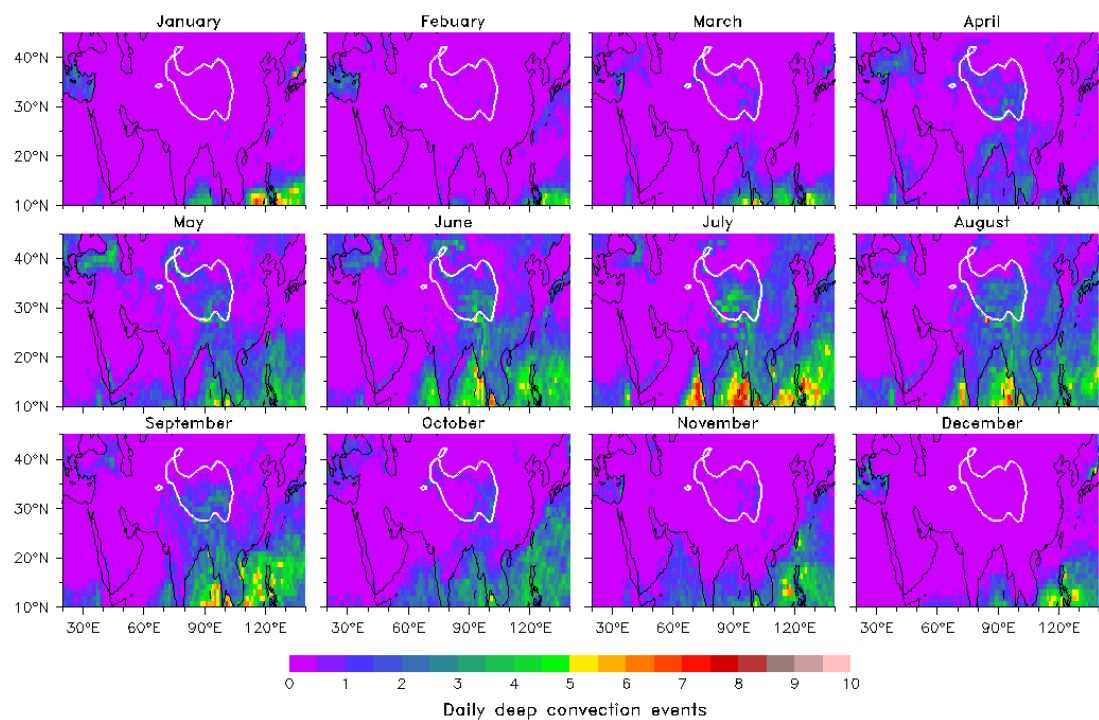 January Febuary March April
40°N
30°N
20°N
10°N
May June July August
40°N
30°N
20°N
10°N
September October November December
40°N
30°N
20°N
10°N
30°E 60°E 90°E 120°E 30°E 60°E 90°E 120°E 30°E 60°E 90°E 120°E 30°E 60°E 90°E 120°E
0 1 2 3 4 5 6 7 8 9 10
Daily deep convection events